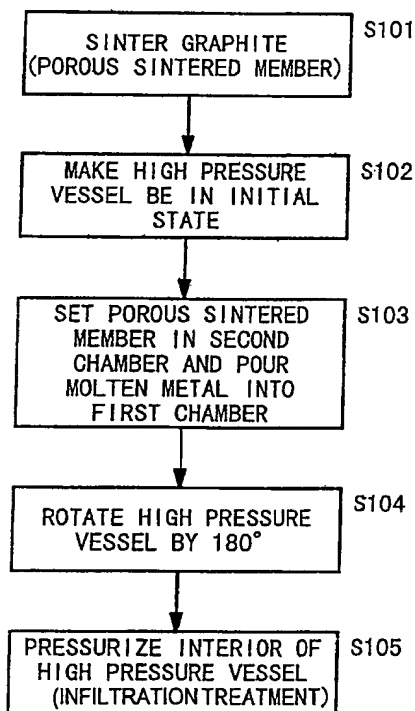 S101
SINTER GRAPHITE
(POROUS SINTERED MEMBER)
S102
MAKE HIGH PRESSURE
VESSEL BE IN INITIAL
STATE
S103
SET POROUS SINTERED
MEMBER IN SECOND
CHAMBER AND POUR
MOLTEN METAL INTO
FIRST CHAMBER
S104
ROTATE HIGH PRESSURE
VESSEL BY 180°
S105
PRESSURIZE INTERIOR OF
HIGH PRESSURE VESSEL
(INFILTRATION TREATMENT)